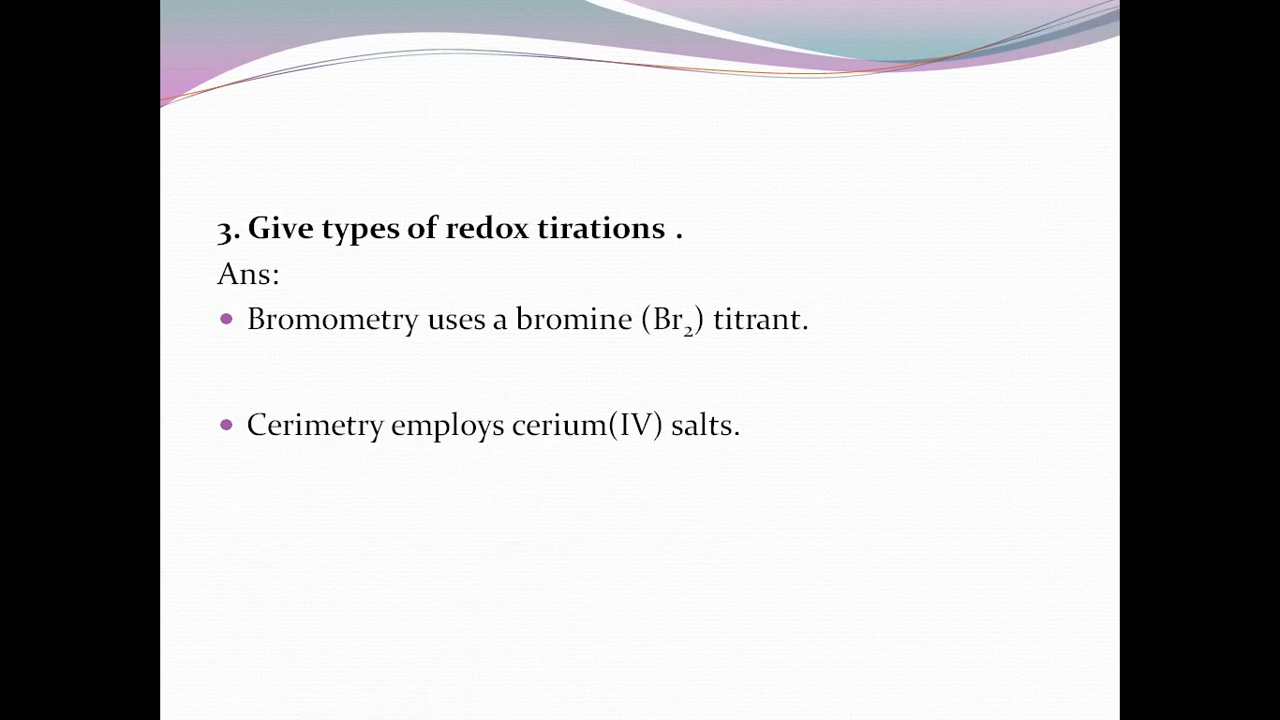 3. Give types of redox tirations .
Ans:
• Bromometry uses a bromine (Br₂) titrant.
• Cerimetry employs cerium(IV) salts.